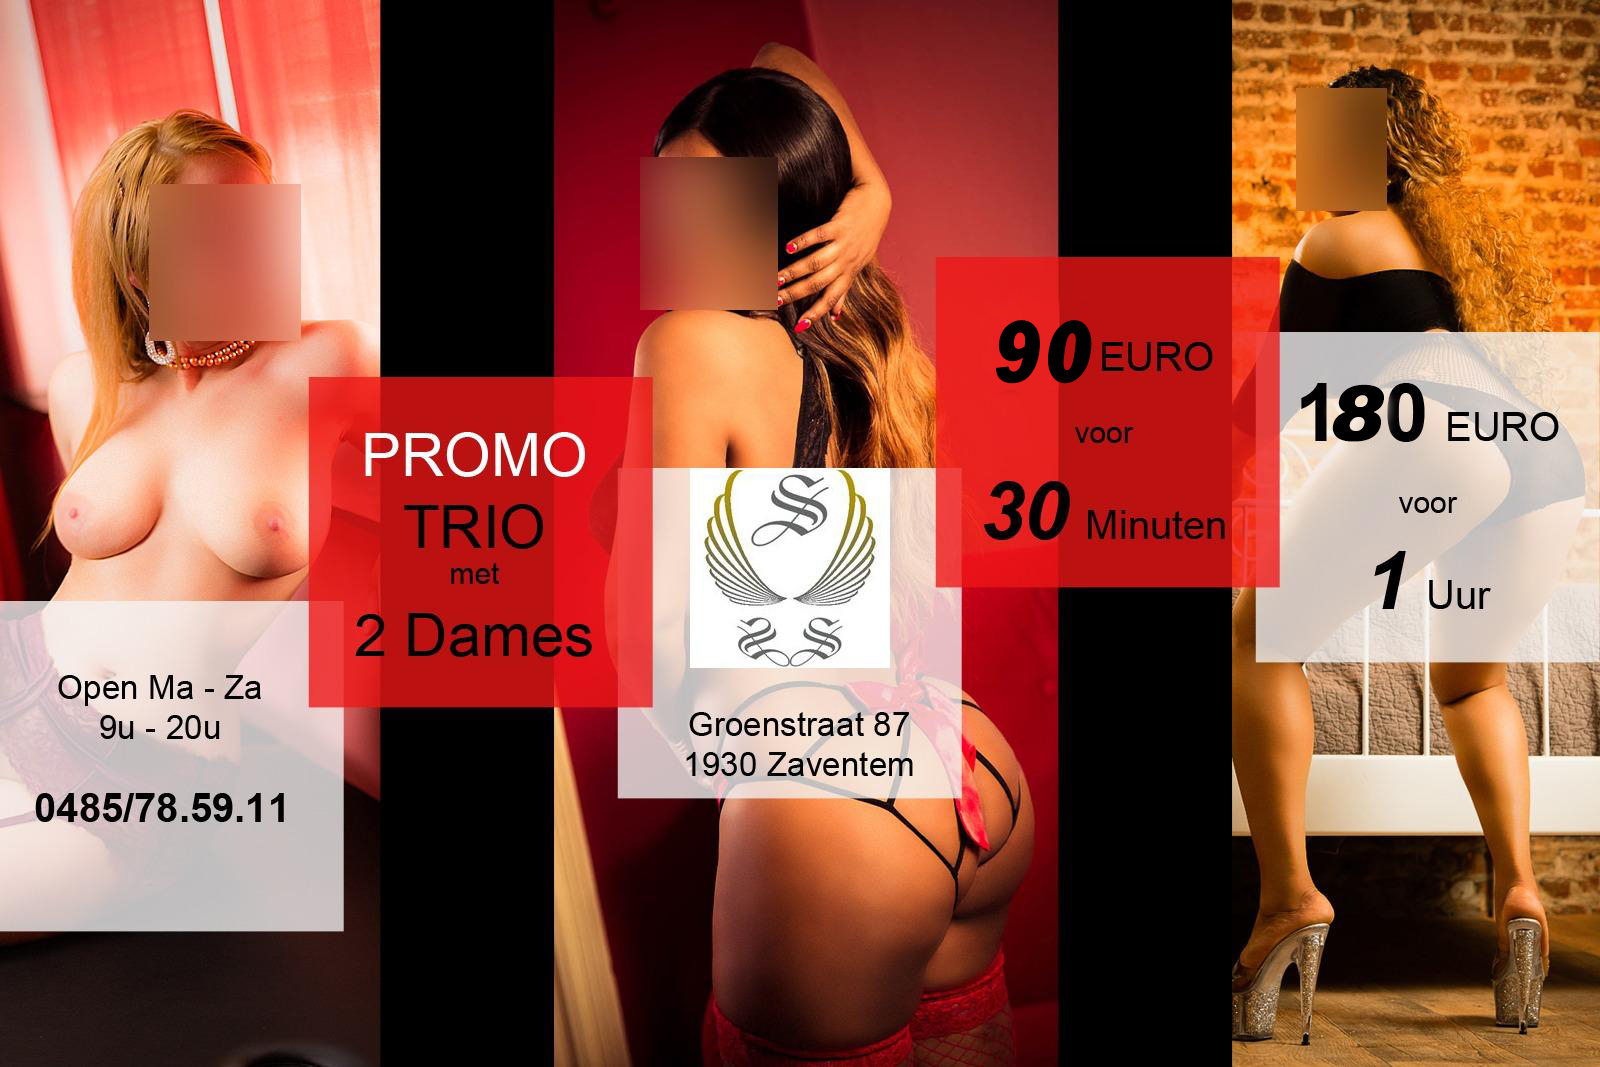 PROMO
TRIO
met
2 Dames
90 EURO
voor
30 Minuten
180 EURO
voor
1 Uur
S
S S
Groenstraat 87
1930 Zaventem
Open Ma - Za
9u - 20u
0485/78.59.11